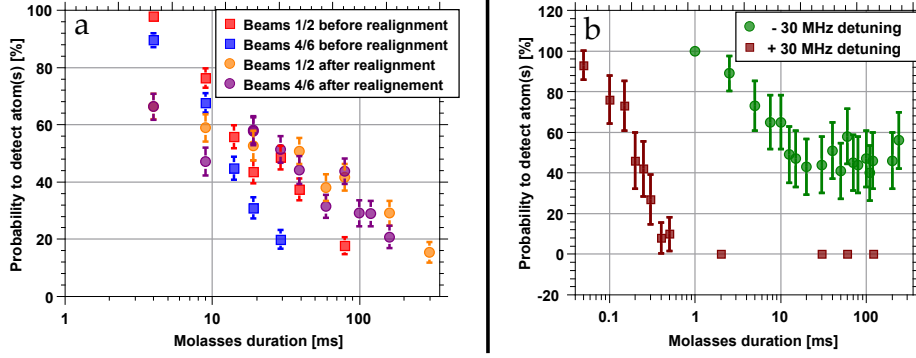 a
Beams 1/2 before realignment
Beams 4/6 before realignment
Beams 1/2 after realignment
Beams 4/6 after realignement
Probability to detect atom(s) [%]
100
80
60
40
20
0
1
10
100
Molasses duration [ms]
b
- 30 MHz detuning
+ 30 MHz detuning
Probability to detect atom(s) [%]
120
100
80
60
40
20
0
-20
0.1
1
10
100
Molasses duration [ms]